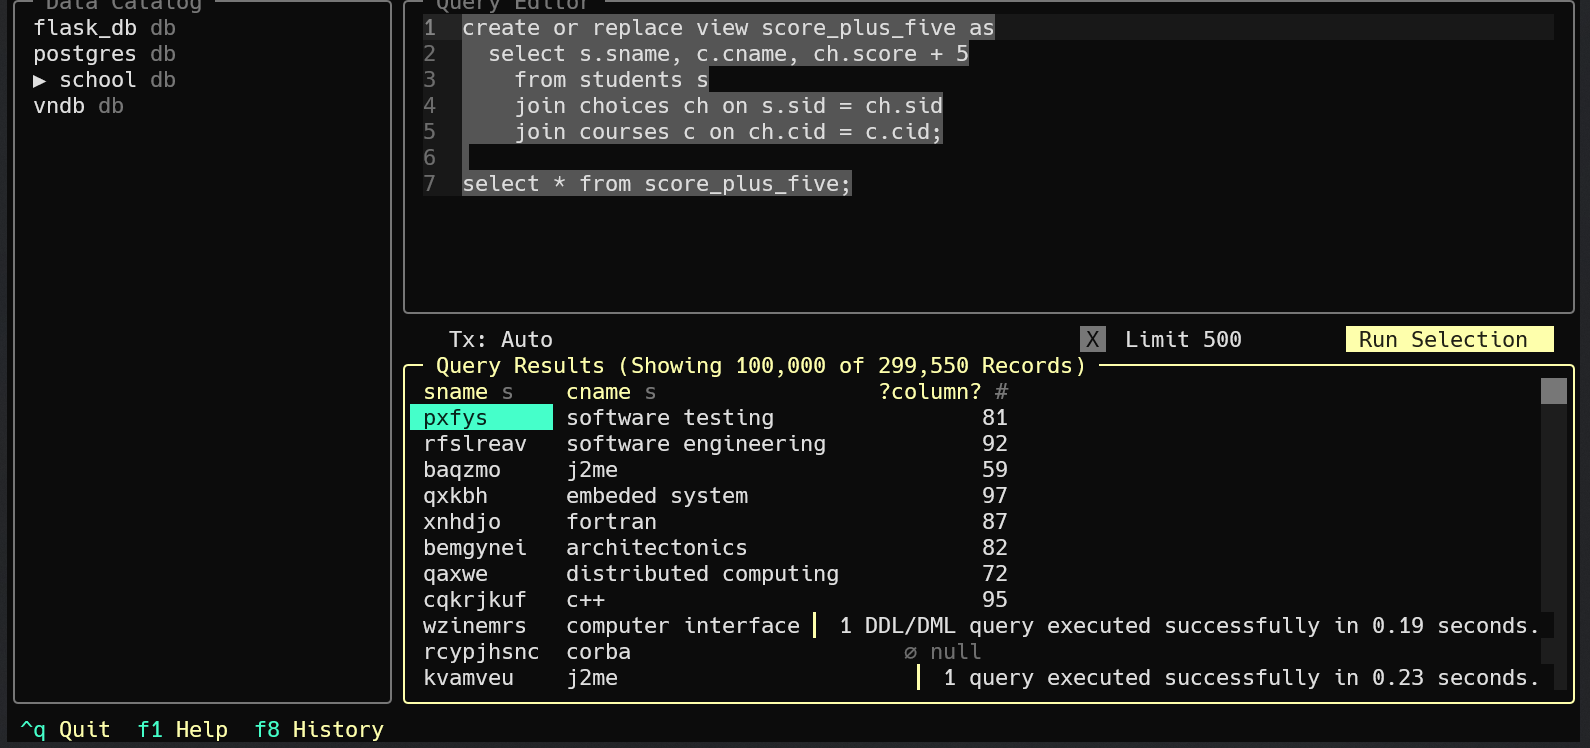 Data Catalog
flask_db db
postgres db
▶ school db
vndb db
Query Editor
1 create or replace view score_plus_five as
2   select s.sname, c.cname, ch.score + 5
3     from students s
4     join choices ch on s.sid = ch.sid
5     join courses c on ch.cid = c.cid;
6
7 select * from score_plus_five;
Tx: Auto X Limit 500 Run Selection
Query Results (Showing 100,000 of 299,550 Records)
sname s cname s ?column? #
pxfys software testing 81
rfslreav software engineering 92
baqzmo j2me 59
qxkbh embeded system 97
xnhdjo fortran 87
bemgynei architectonics 82
qaxwe distributed computing 72
cqkrjkuf c++ 95
wzinemrs computer interface 1 DDL/DML query executed successfully in 0.19 seconds.
rcypjhsnc corba ∅ null
kvamveu j2me 1 query executed successfully in 0.23 seconds.
^q Quit f1 Help f8 History